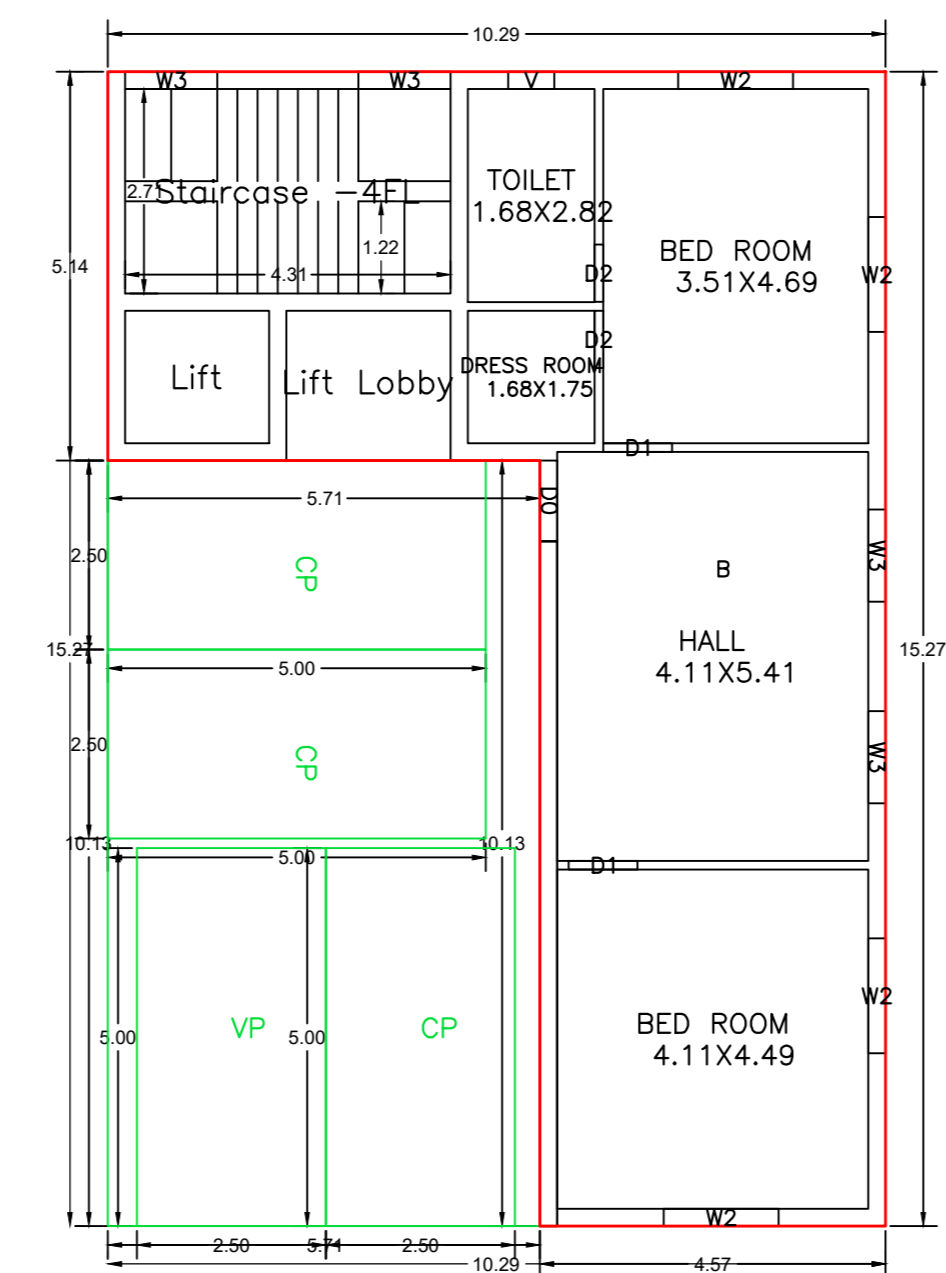 10.29
W3
W3
V
W2
2.71
Staircase -4FL
TOILET
1.68X2.82
1.22
BED ROOM
3.51X4.69
5.14
4.31
D2
W2
D2
Lift
Lift Lobby
DRESS ROOM
1.68X1.75
D1
5.71
D0
2.50
CP
B
W3
15.27
HALL
4.11X5.41
15.27
5.00
2.50
CP
W3
10.13
10.13
5.00
D1
VP
CP
5.00
5.00
BED ROOM
4.11X4.49
W2
W2
2.50
5.71
2.50
10.29
4.57